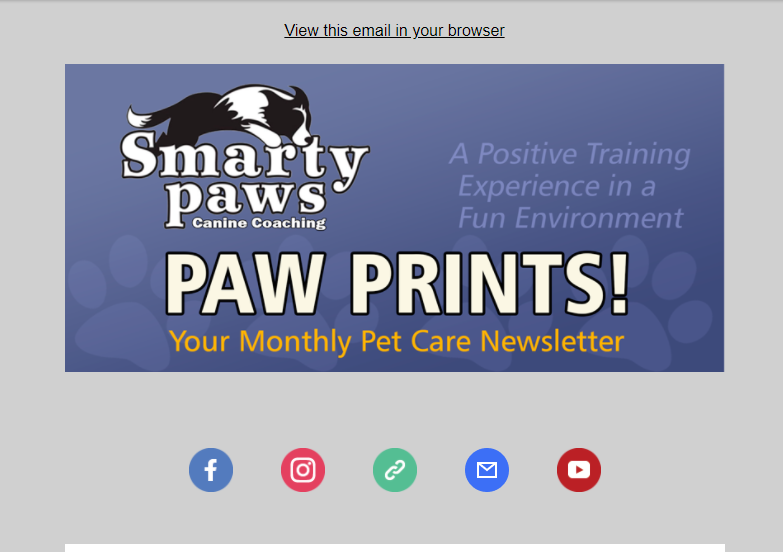 View this email in your browser
Smarty
paws
Canine Coaching
A Positive Training
Experience in a
Fun Environment
PAW PRINTS!
Your Monthly Pet Care Newsletter